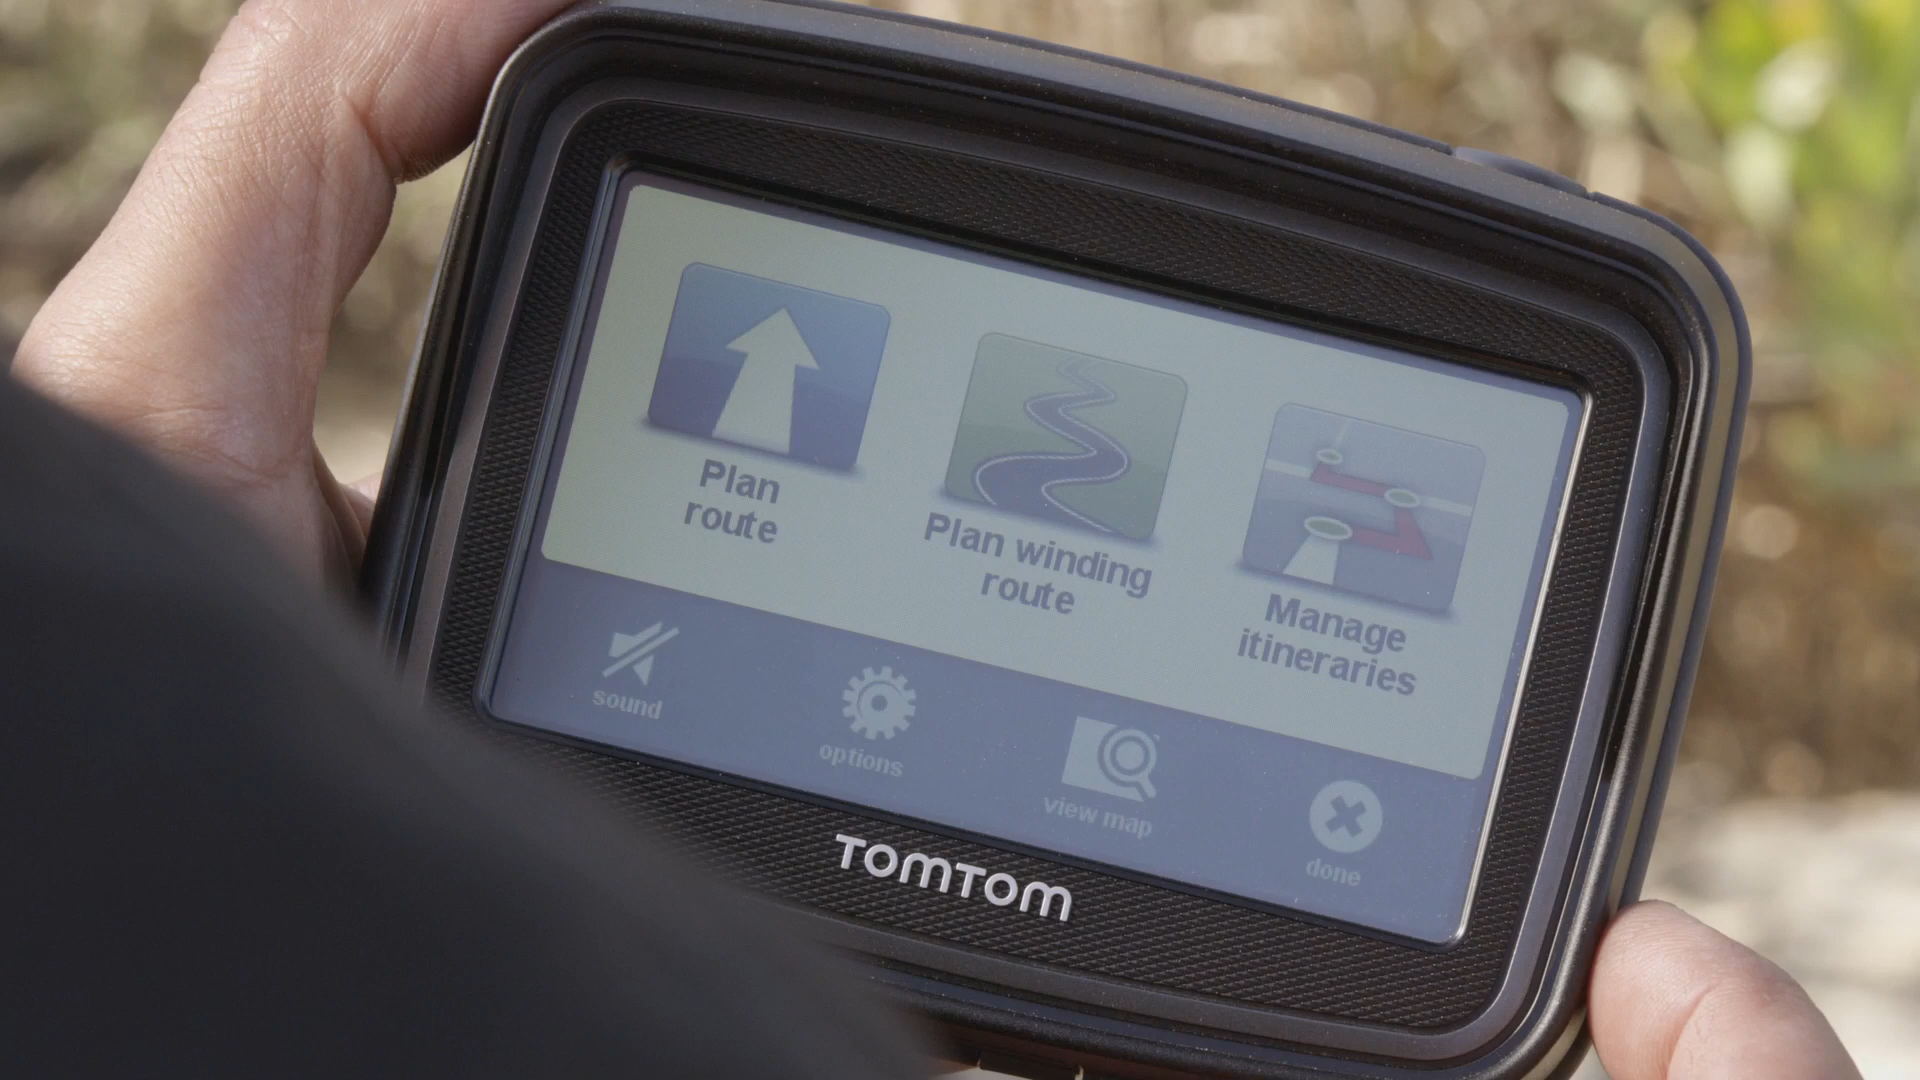 Plan
route
Plan winding
route
Manage
itineraries
sound
options
view map
done
TOMTOM